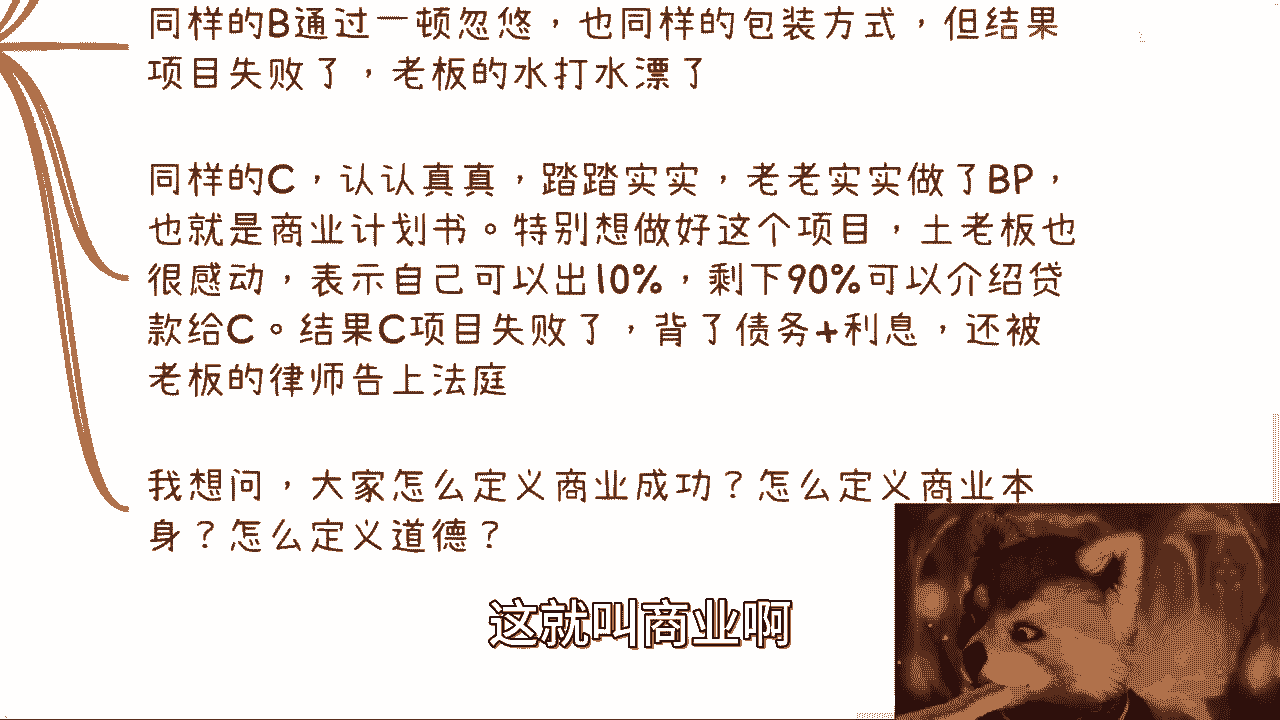 同样的B通过一顿忽悠，也同样的包装方式，但结果
项目失败了，老板的水打水漂了
同样的C，认认真真，踏踏实实，老老实实做了BP，
也就是商业计划书。特别想做好这个项目，土老板也
很感动，表示自己可以出10%，剩下90%可以介绍贷
款给C。结果C项目失败了，背了债务+利息，还被
老板的律师告上法庭
我想问，大家怎么定义商业成功？怎么定义商业本
身？怎么定义道德？
这就叫商业啊